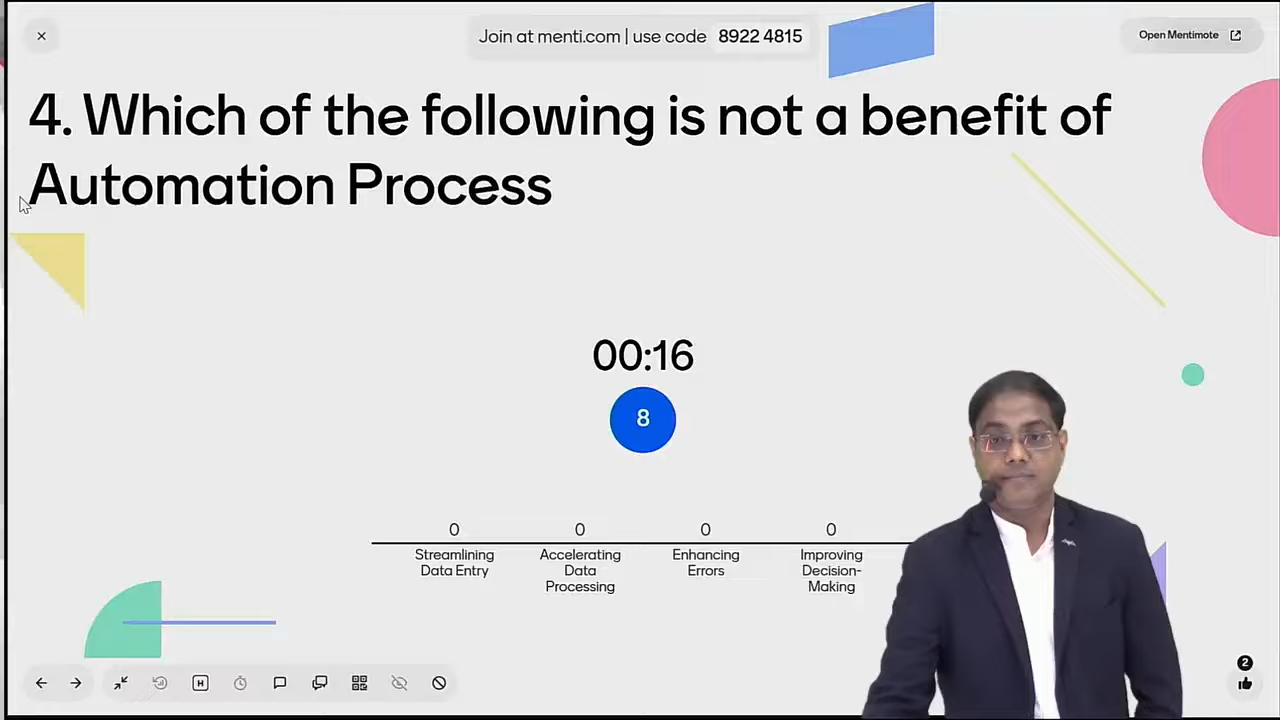 Join at menti.com | use code 8922 4815
Open Mentimote
4. Which of the following is not a benefit of
Automation Process
00:16
8
0 0 0 0
Streamlining
Data Entry
Accelerating
Data
Processing
Enhancing
Errors
Improving
Decision-
Making
H
2